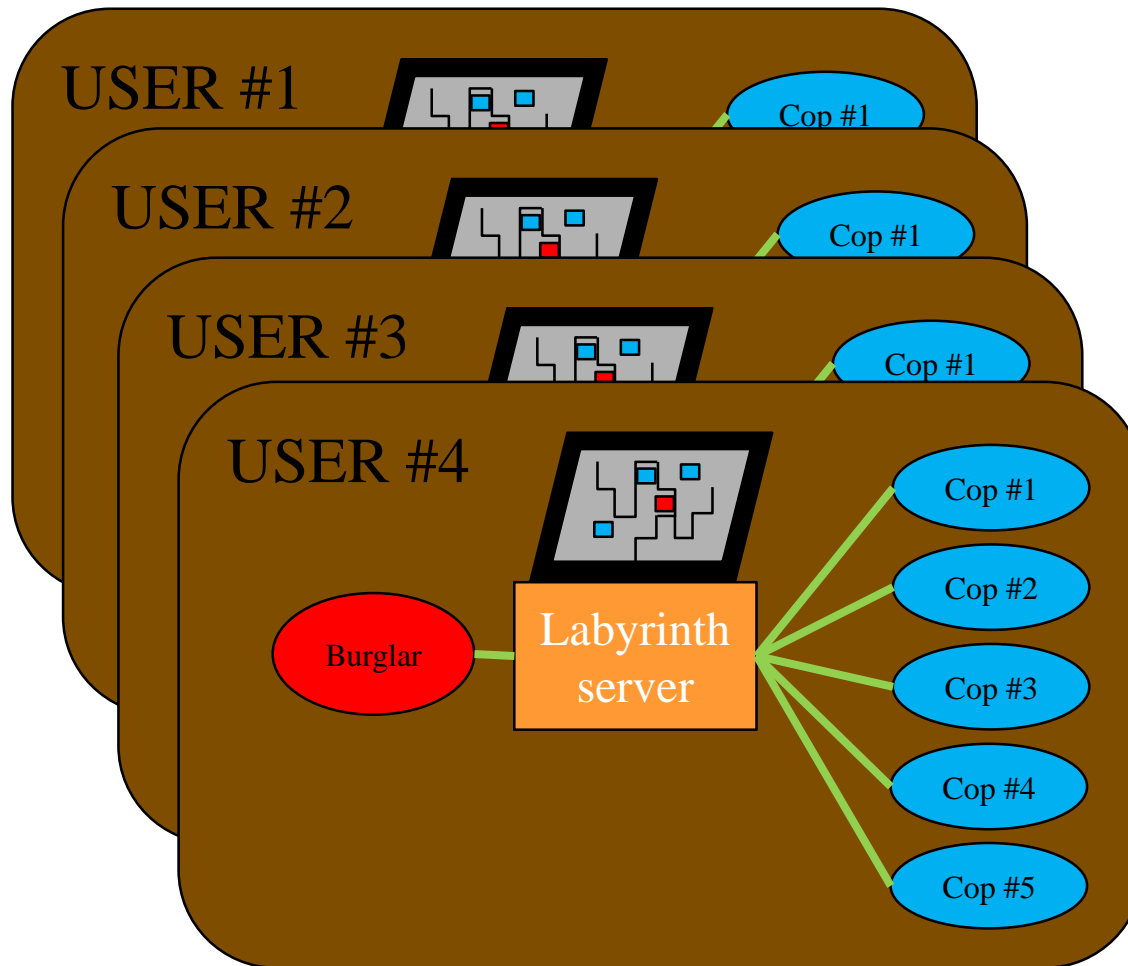 USER #1
Cop #1
USER #2
Cop #1
USER #3
Cop #1
USER #4
Cop #1
Cop #2
Labyrinth
server
Burglar
Cop #3
Cop #4
Cop #5